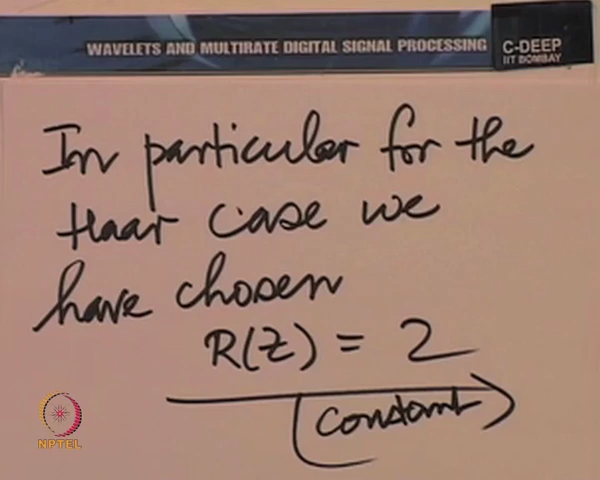 WAVELETS AND MULTIRATE DIGITAL SIGNAL PROCESSING
C-DEEP
IIT BOMBAY
In particular for the
Haar case we
have chosen
R(Z) = 2
(constant)
NPTEL